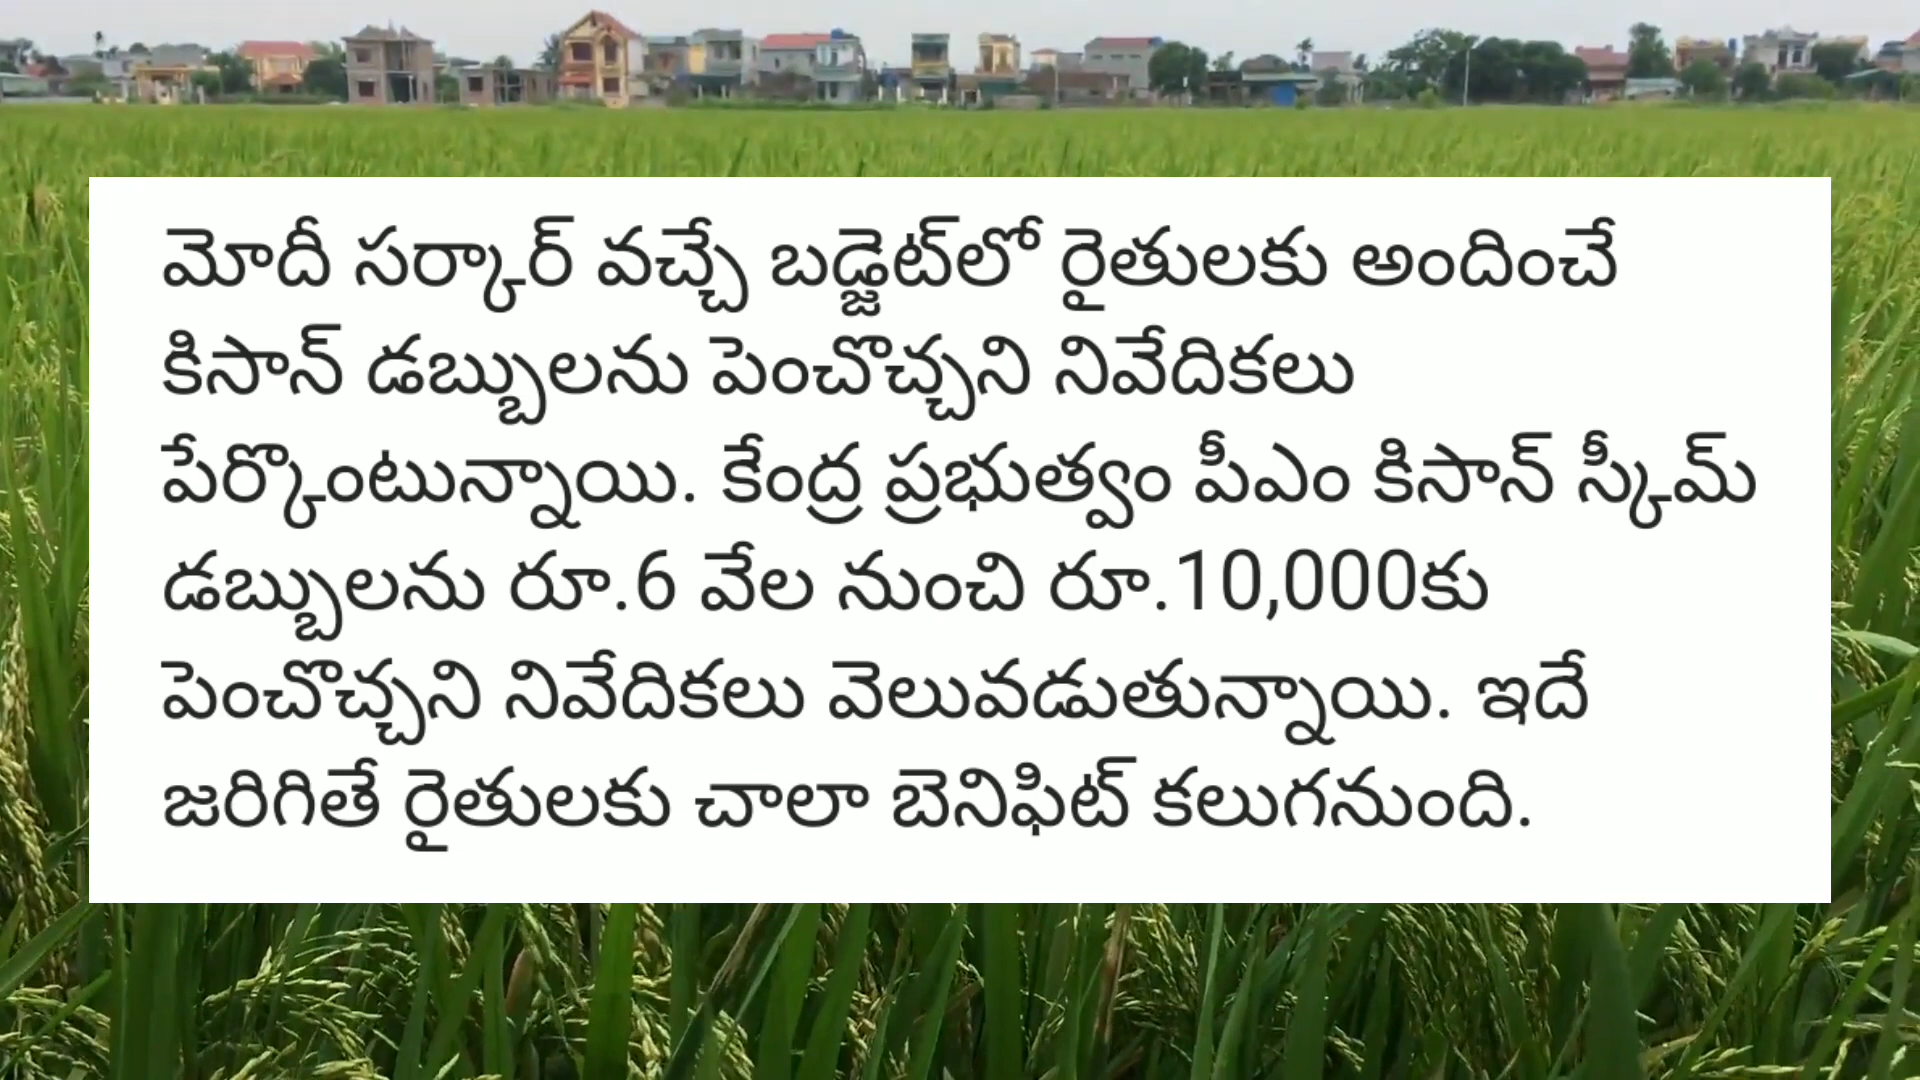 మోదీ సర్కార్ వచ్చే బడ్జెట్‌లో రైతులకు అందించే
కిసాన్ డబ్బులను పెంచొచ్చని నివేదికలు
పేర్కొంటున్నాయి. కేంద్ర ప్రభుత్వం పీఎం కిసాన్ స్కీమ్
డబ్బులను రూ.6 వేల నుంచి రూ.10,000కు
పెంచొచ్చని నివేదికలు వెలువడుతున్నాయి. ఇదే
జరిగితే రైతులకు చాలా బెనిఫిట్ కలుగనుంది.